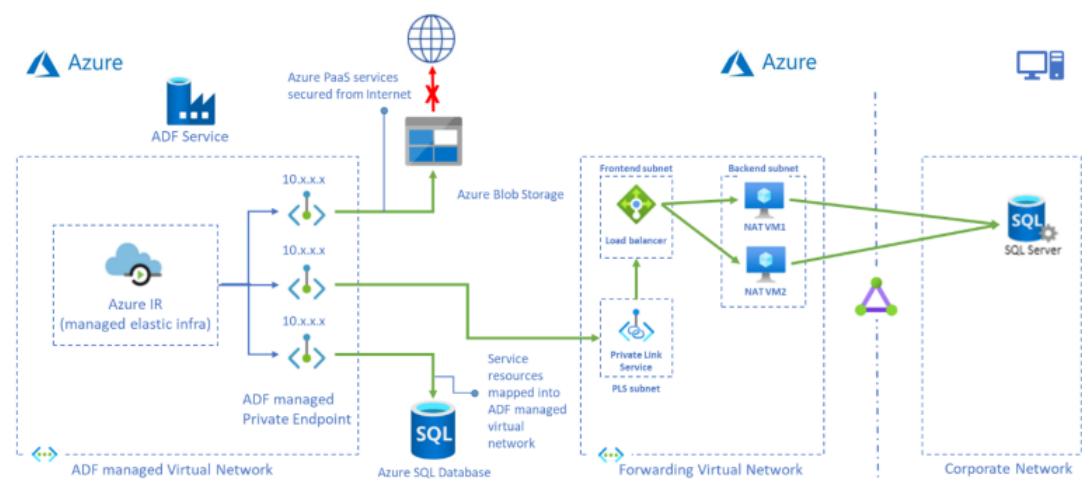 Azure
Azure
Azure PaaS services
secured from Internet
ADF Service
10.x.x.x
Azure Blob Storage
Frontend subnet
Backend subnet
Load balancer
NAT VM1
NAT VM2
SQL
SQL Server
10.x.x.x
Azure IR
(managed elastic infra)
10.x.x.x
Private Link
Service
PLS subnet
ADF managed
Private Endpoint
Service
resources
mapped into
ADF managed
virtual
network
SQL
Azure SQL Database
ADF managed Virtual Network
Forwarding Virtual Network
Corporate Network